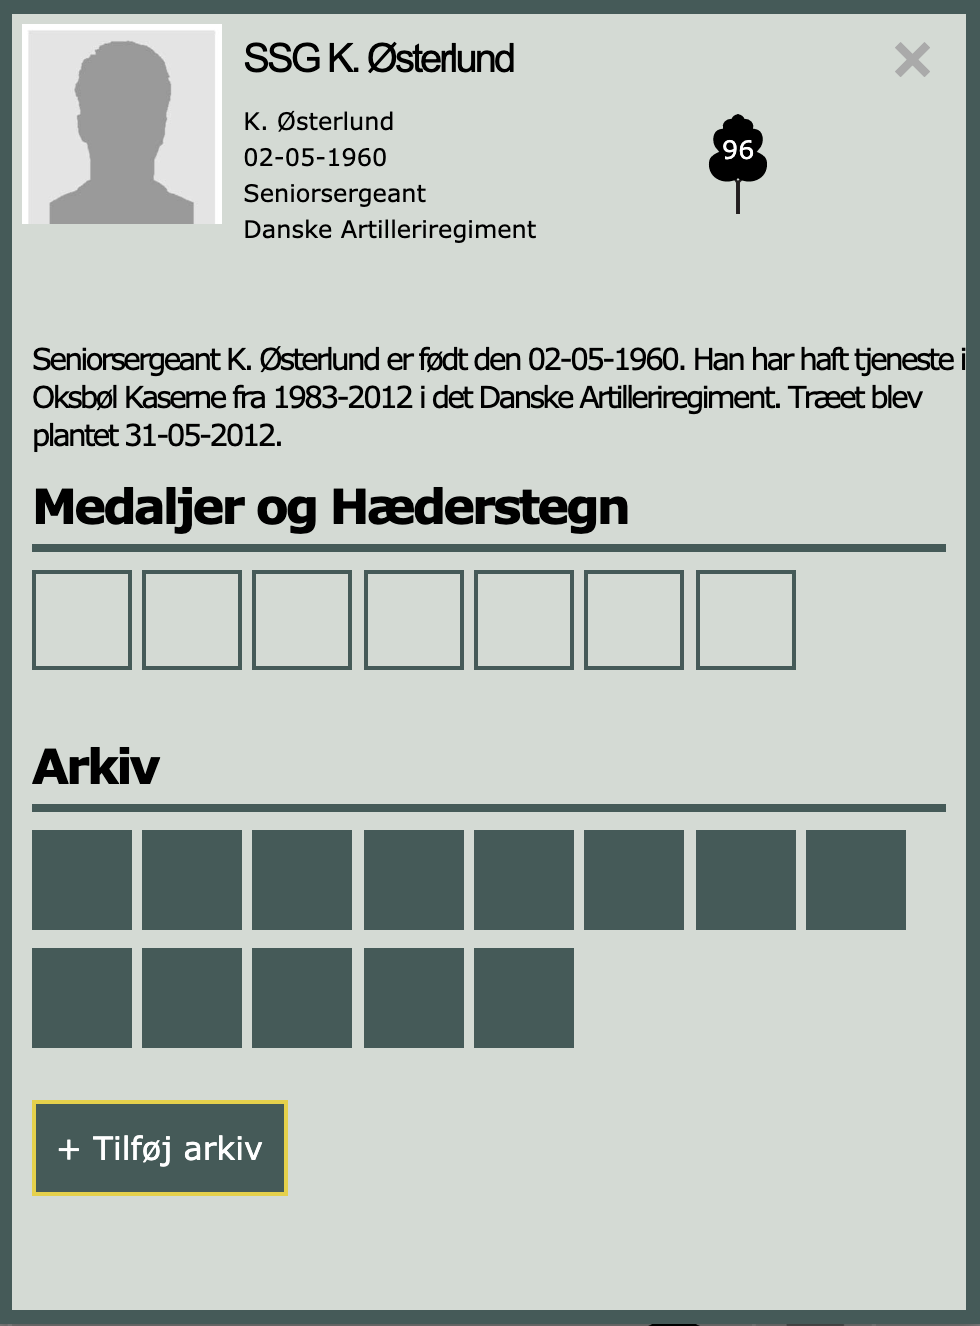 SSG K. Østerlund
K. Østerlund
02-05-1960
Seniorsergeant
Danske Artilleriregiment
96
Seniorsergeant K. Østerlund er født den 02-05-1960. Han har haft tjeneste i
Oksbøl Kaserne fra 1983-2012 i det Danske Artilleriregiment. Træet blev
plantet 31-05-2012.
Medaljer og Hæderstegn
Arkiv
+ Tilføj arkiv